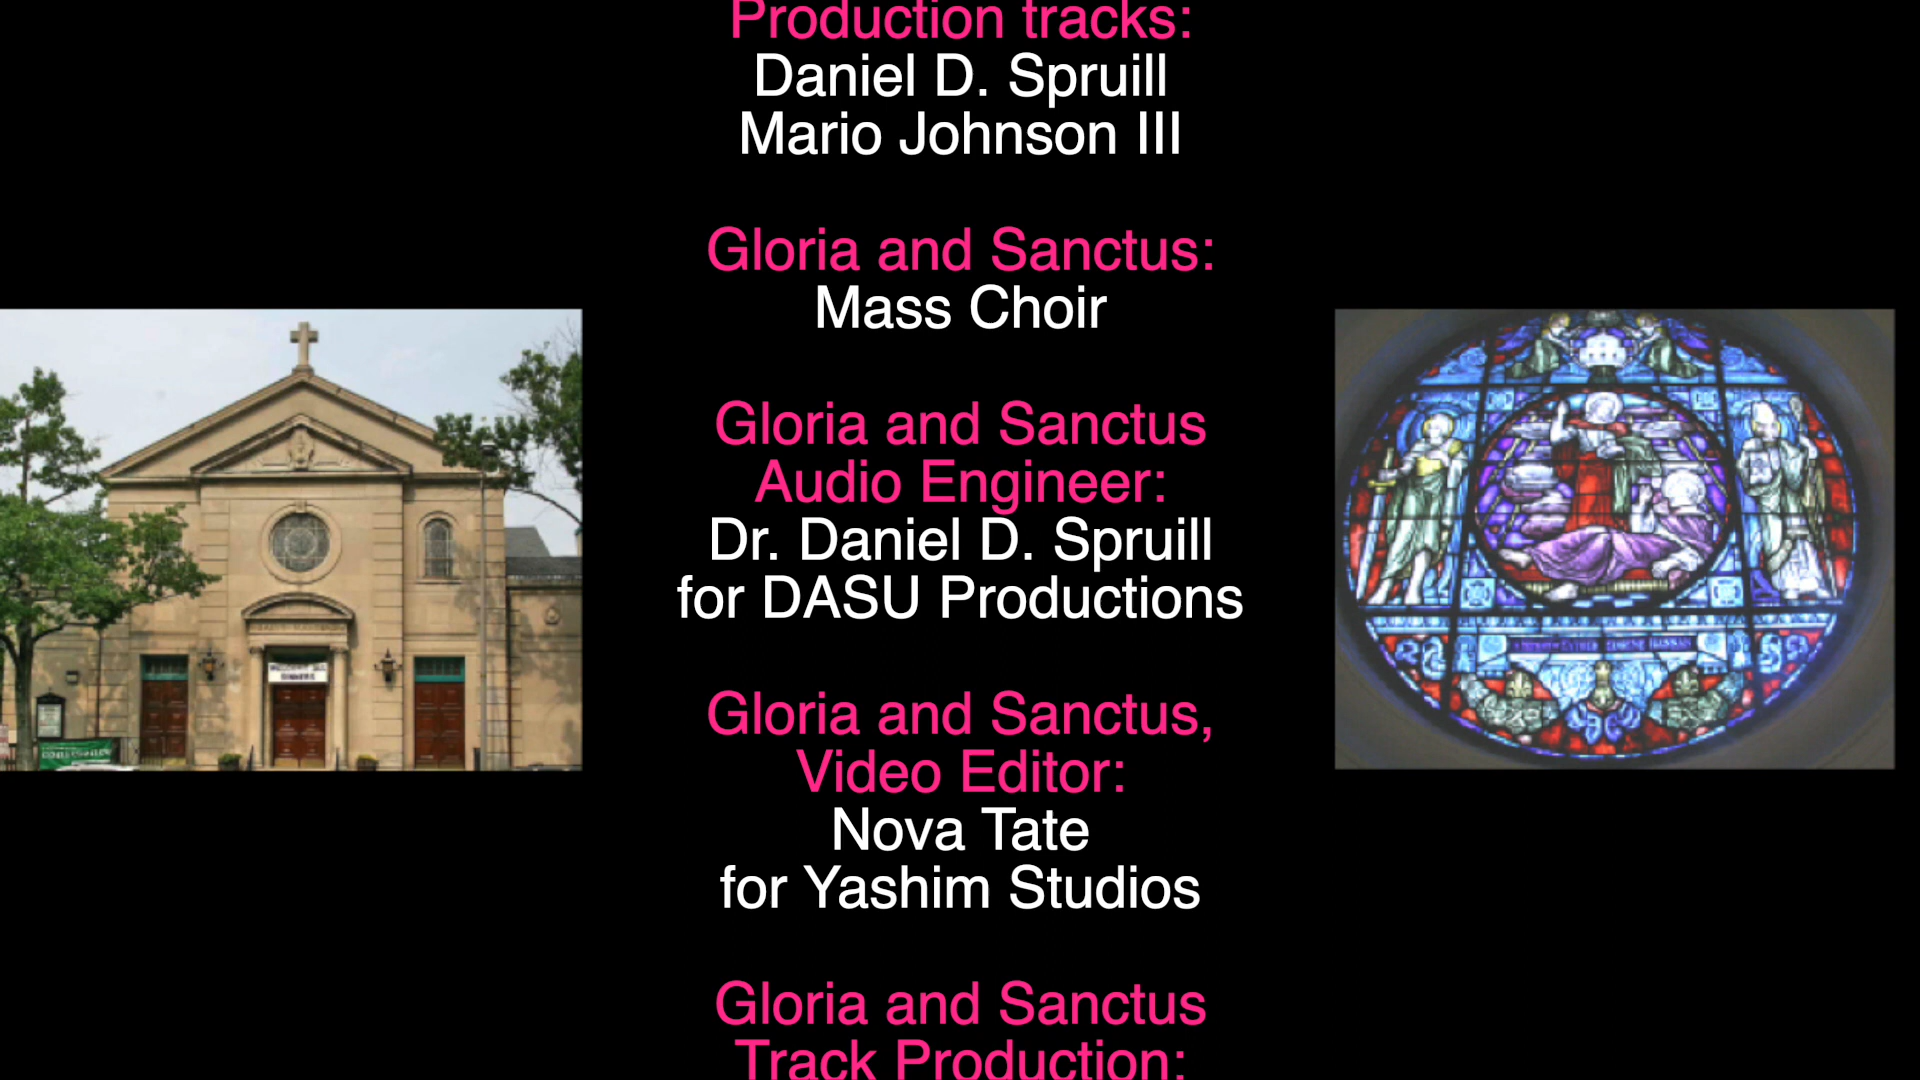 Production tracks:
Daniel D. Spruill
Mario Johnson III
Gloria and Sanctus:
Mass Choir
Gloria and Sanctus
Audio Engineer:
Dr. Daniel D. Spruill
for DASU Productions
Gloria and Sanctus,
Video Editor:
Nova Tate
for Yashim Studios
Gloria and Sanctus
Track Production: